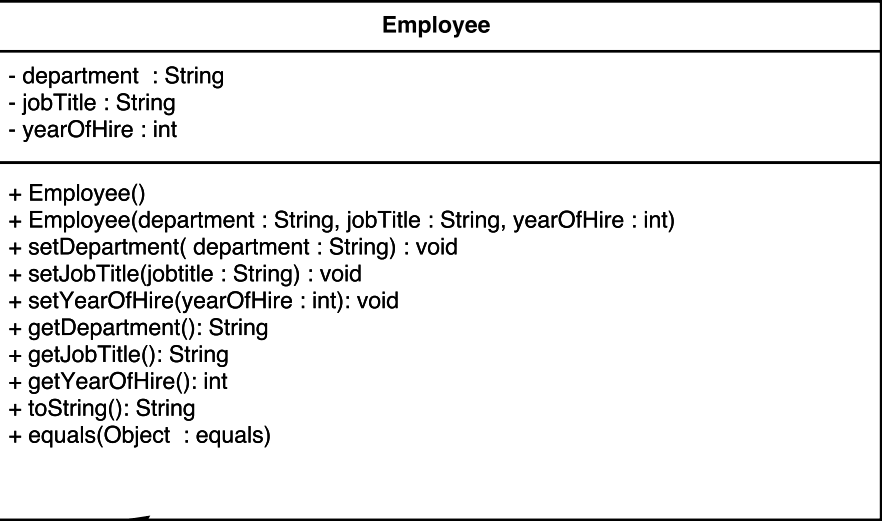 Employee
- department : String
- jobTitle : String
- yearOfHire : int
+ Employee()
+ Employee(department : String, jobTitle : String, yearOfHire : int)
+ setDepartment( department : String) : void
+ setJobTitle(jobtitle : String) : void
+ setYearOfHire(yearOfHire : int): void
+ getDepartment(): String
+ getJobTitle(): String
+ getYearOfHire(): int
+ toString(): String
+ equals(Object : equals)